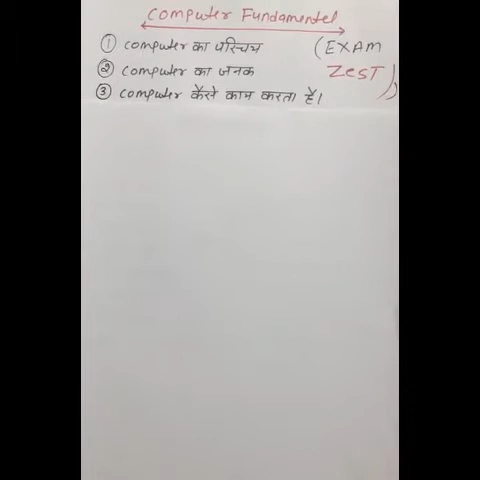 Computer Fundamentel
① Computer का परिचय (EXAM
② Computer का जनक ZEST)
③ Computer कैसे काम करता है।